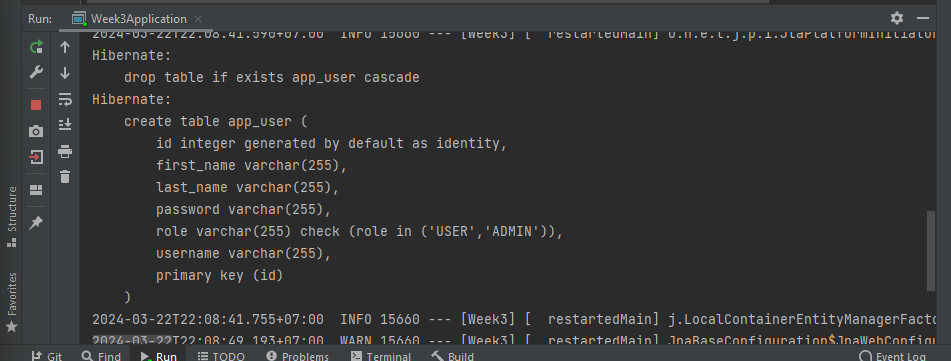 Run: Week3Application
2024-03-22T22:08:41.590+07:00 INFO 15660 --- [Week3] [ restartedMain] o.h.e.t.j.p.i.JtaPlatformInitiator
Hibernate:
drop table if exists app_user cascade
Hibernate:
create table app_user (
id integer generated by default as identity,
first_name varchar(255),
last_name varchar(255),
password varchar(255),
role varchar(255) check (role in ('USER','ADMIN')),
username varchar(255),
primary key (id)
)
2024-03-22T22:08:41.755+07:00 INFO 15660 --- [Week3] [ restartedMain] j.LocalContainerEntityManagerFacto
2024-03-22T22:08:49.193+07:00 WARN 15660 --- [Week3] [ restartedMain] JpaBaseConfiguration$JpaWebConfigu
Structure
Favorites
Git Find Run TODO Problems Terminal Build Event Log